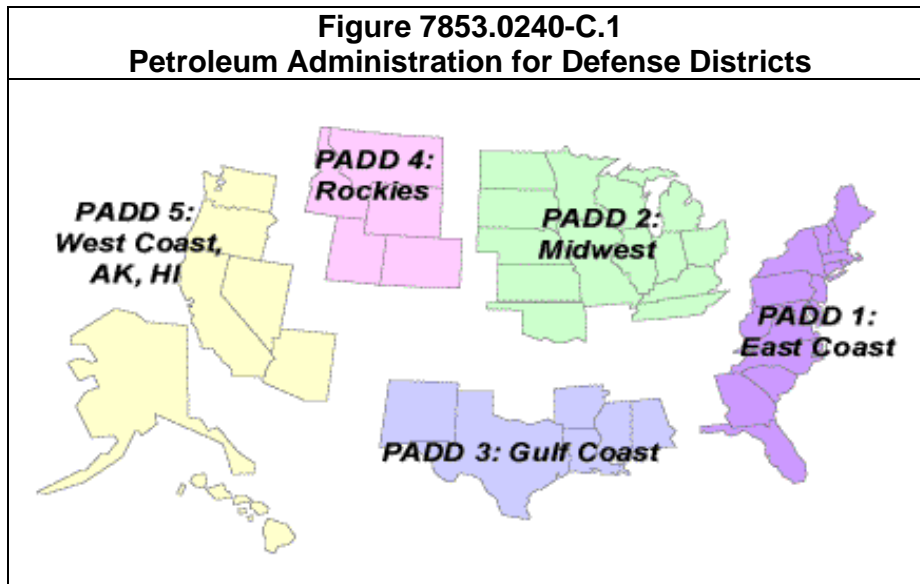 Figure 7853.0240-C.1
Petroleum Administration for Defense Districts
PADD 4:
Rockies
PADD 5:
West Coast,
AK, HI
PADD 2:
Midwest
PADD 1:
East Coast
PADD 3: Gulf Coast